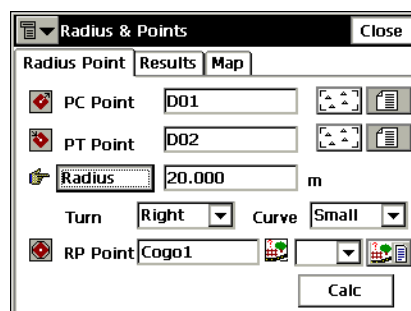 Radius & Points Close
Radius Point Results Map
PC Point D01
PT Point D02
Radius 20.000 m
Turn Right Curve Small
RP Point Cogo1
Calc